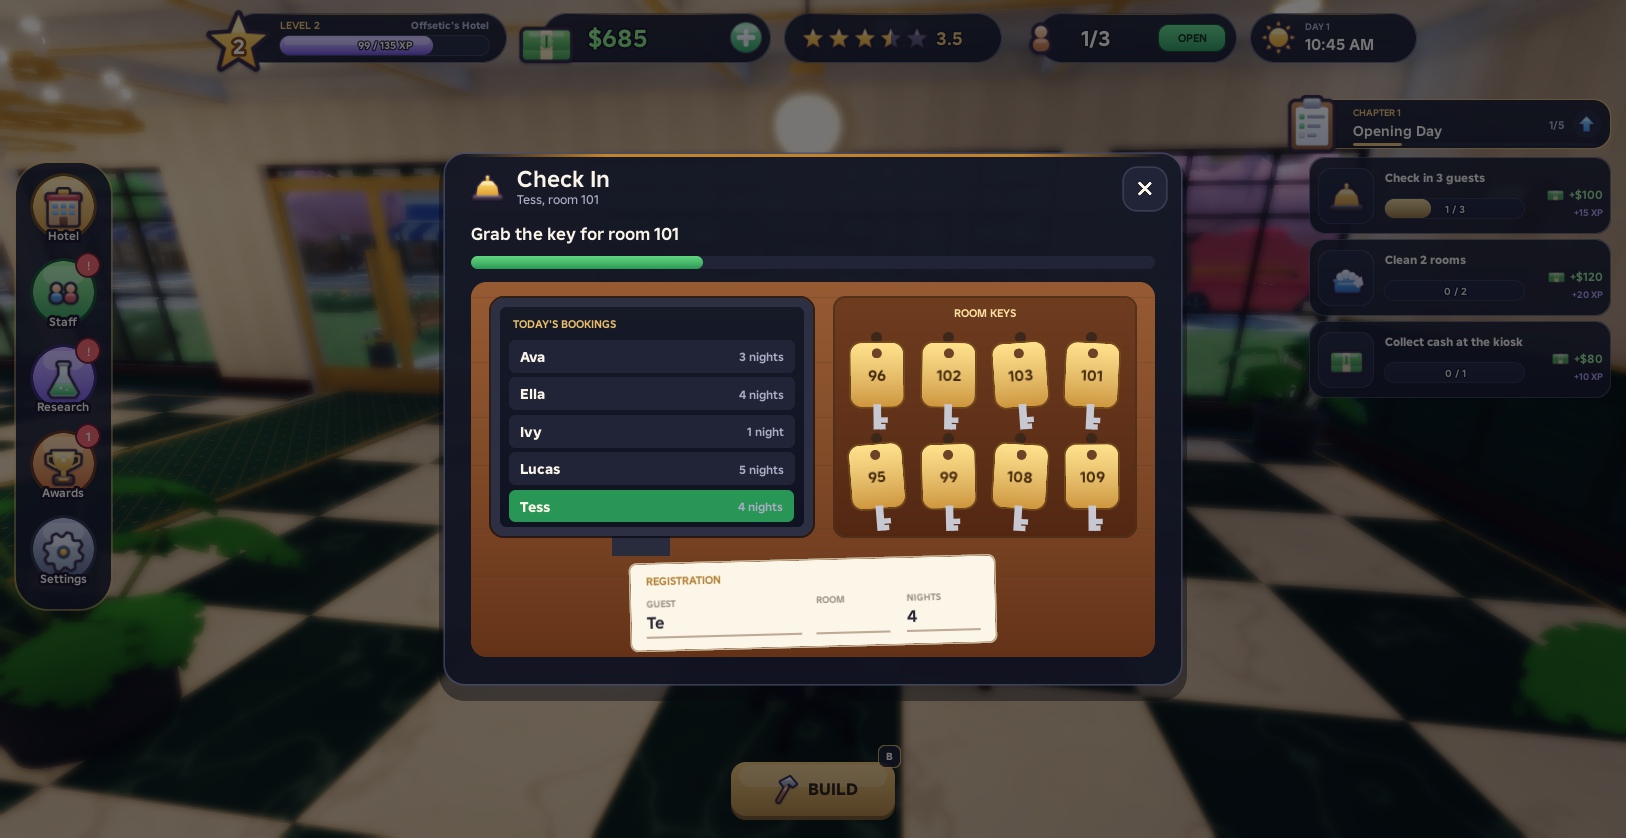 2
LEVEL 2
Offsetic's Hotel
99 / 135 XP
$685
3.5
1/3
OPEN
DAY 1
10:45 AM
CHAPTER 1
Opening Day
1/5
Check in 3 guests
1 / 3
+$100
+15 XP
Clean 2 rooms
0 / 2
+$120
+20 XP
Collect cash at the kiosk
0 / 1
+$80
+10 XP
Hotel
!
Staff
!
Research
1
Awards
Settings
Check In
Tess, room 101
Grab the key for room 101
TODAY'S BOOKINGS
Ava 3 nights
Ella 4 nights
Ivy 1 night
Lucas 5 nights
Tess 4 nights
ROOM KEYS
96 102 103 101
95 99 108 109
REGISTRATION
GUEST ROOM NIGHTS
Te 4
B
BUILD